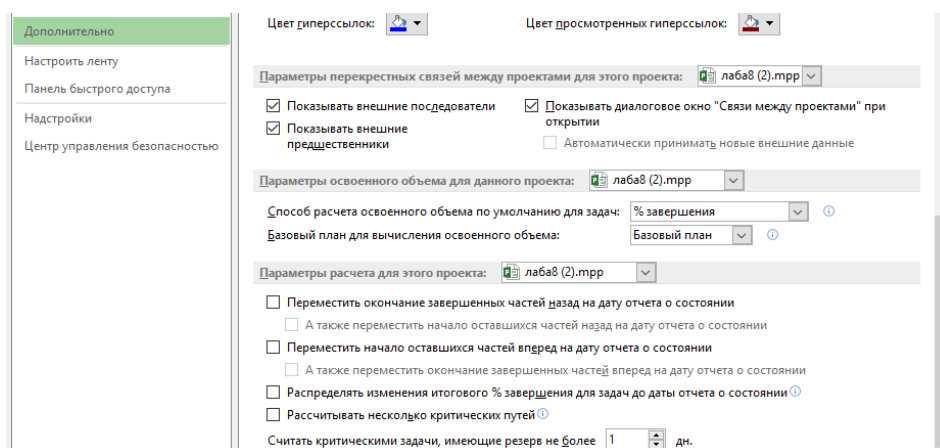 Цвет гиперссылок: Цвет просмотренных гиперссылок:
Дополнительно
Настроить ленту
Панель быстрого доступа
Надстройки
Центр управления безопасностью
Параметры перекрестных связей между проектами для этого проекта: лаба8 (2).mpp
Показывать внешние последователи
Показывать внешние
предшественники
Показывать диалоговое окно "Связи между проектами" при
открытии
Автоматически принимать новые внешние данные
Параметры освоенного объема для данного проекта: лаба8 (2).mpp
Способ расчета освоенного объема по умолчанию для задач: % завершения
Базовый план для вычисления освоенного объема: Базовый план
Параметры расчета для этого проекта: лаба8 (2).mpp
Переместить окончание завершенных частей назад на дату отчета о состоянии
А также переместить начало оставшихся частей назад на дату отчета о состоянии
Переместить начало оставшихся частей вперед на дату отчета о состоянии
А также переместить окончание завершенных частей вперед на дату отчета о состоянии
Распределять изменения итогового % завершения для задач до даты отчета о состоянии
Рассчитывать несколько критических путей
Считать критическими задачи, имеющие резерв не более 1 дн.